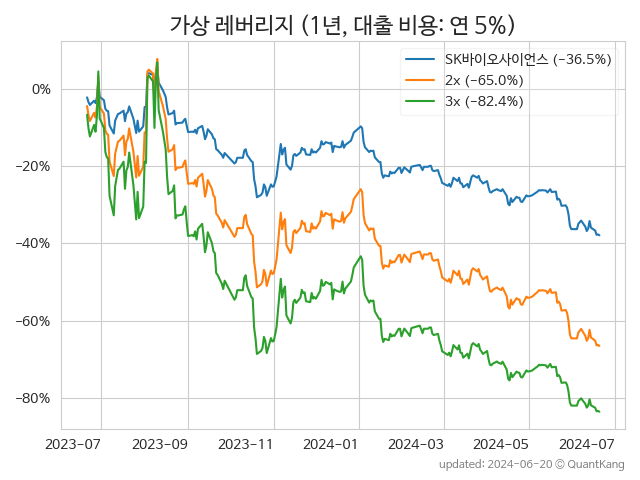 가상 레버리지 (1년, 대출 비용: 연 5%)
SK바이오사이언스 (−36.5%)
2x (−65.0%)
3x (−82.4%)
0%
−20%
−40%
−60%
−80%
2023−07 2023−09 2023−11 2024−01 2024−03 2024−05 2024−07
updated: 2024-06-20 © QuantKang